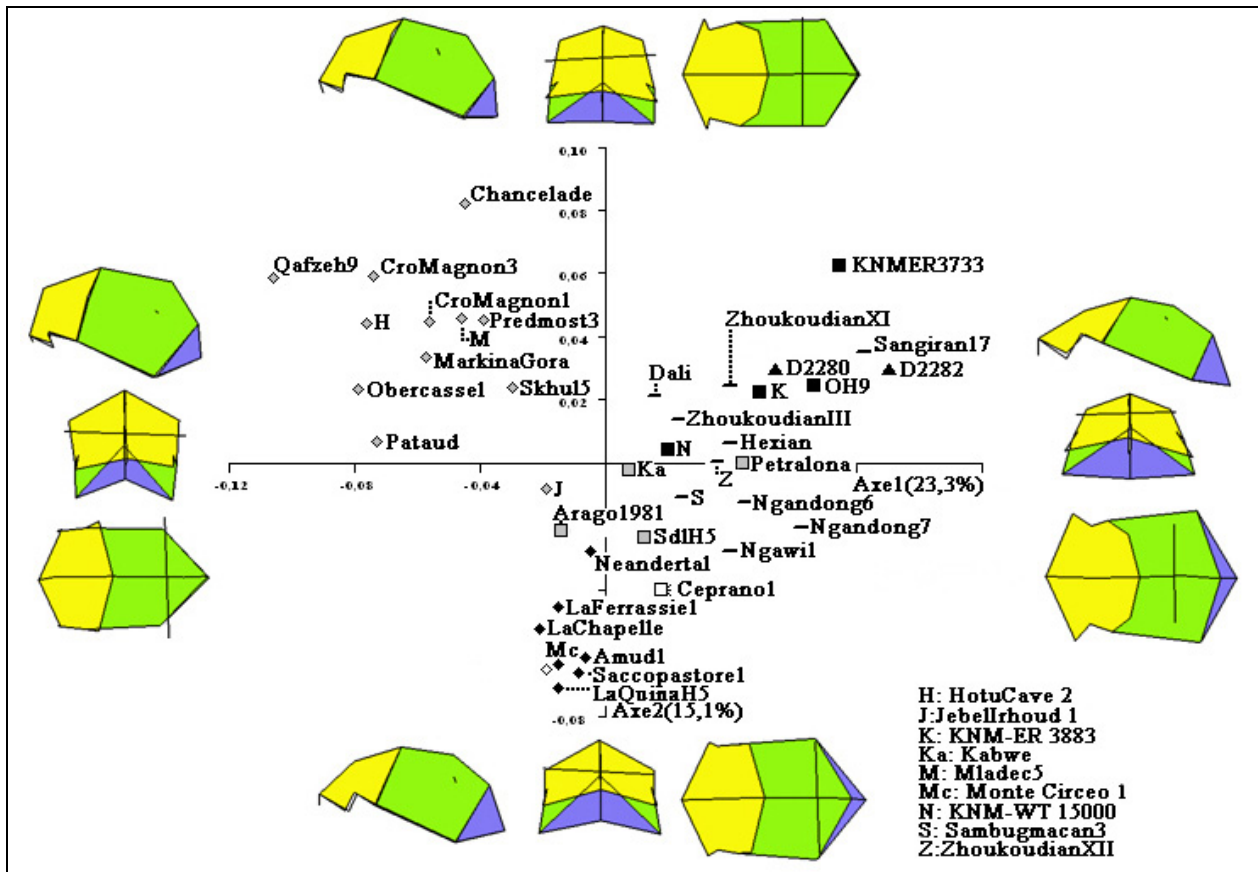 0,10
Chancelade
0,08
Qafzeh9
CroMagnon3
0,06
KNMER3733
CroMagnon1
H
Predmost3
ZhoukoudianXI
M
0,04
Sangiran17
MarkinaGora
Dali
D2280
D2282
Obercassel
Skhul5
K
OH9
0,02
ZhoukoudianIII
Pataud
N
Hexian
Ka
Petralona
Z
-0,12
-0,08
-0,04
Axe1(23,3%)
J
S
Ngandong6
Arago1981
Ngandong7
SdlH5
Neandertal
Ngawi1
Ceprano1
LaFerrassie1
LaChapelle
Mc
Amud1
Saccopastore1
LaQuinaH5
Axe2(15,1%)
-0,08
H: HotuCave 2
J:JebelIrhoud 1
K: KNM-ER 3883
Ka: Kabwe
M: Mladec5
Mc: Monte Circeo 1
N: KNM-WT 15000
S: Sambugmacan3
Z:ZhoukoudianXII